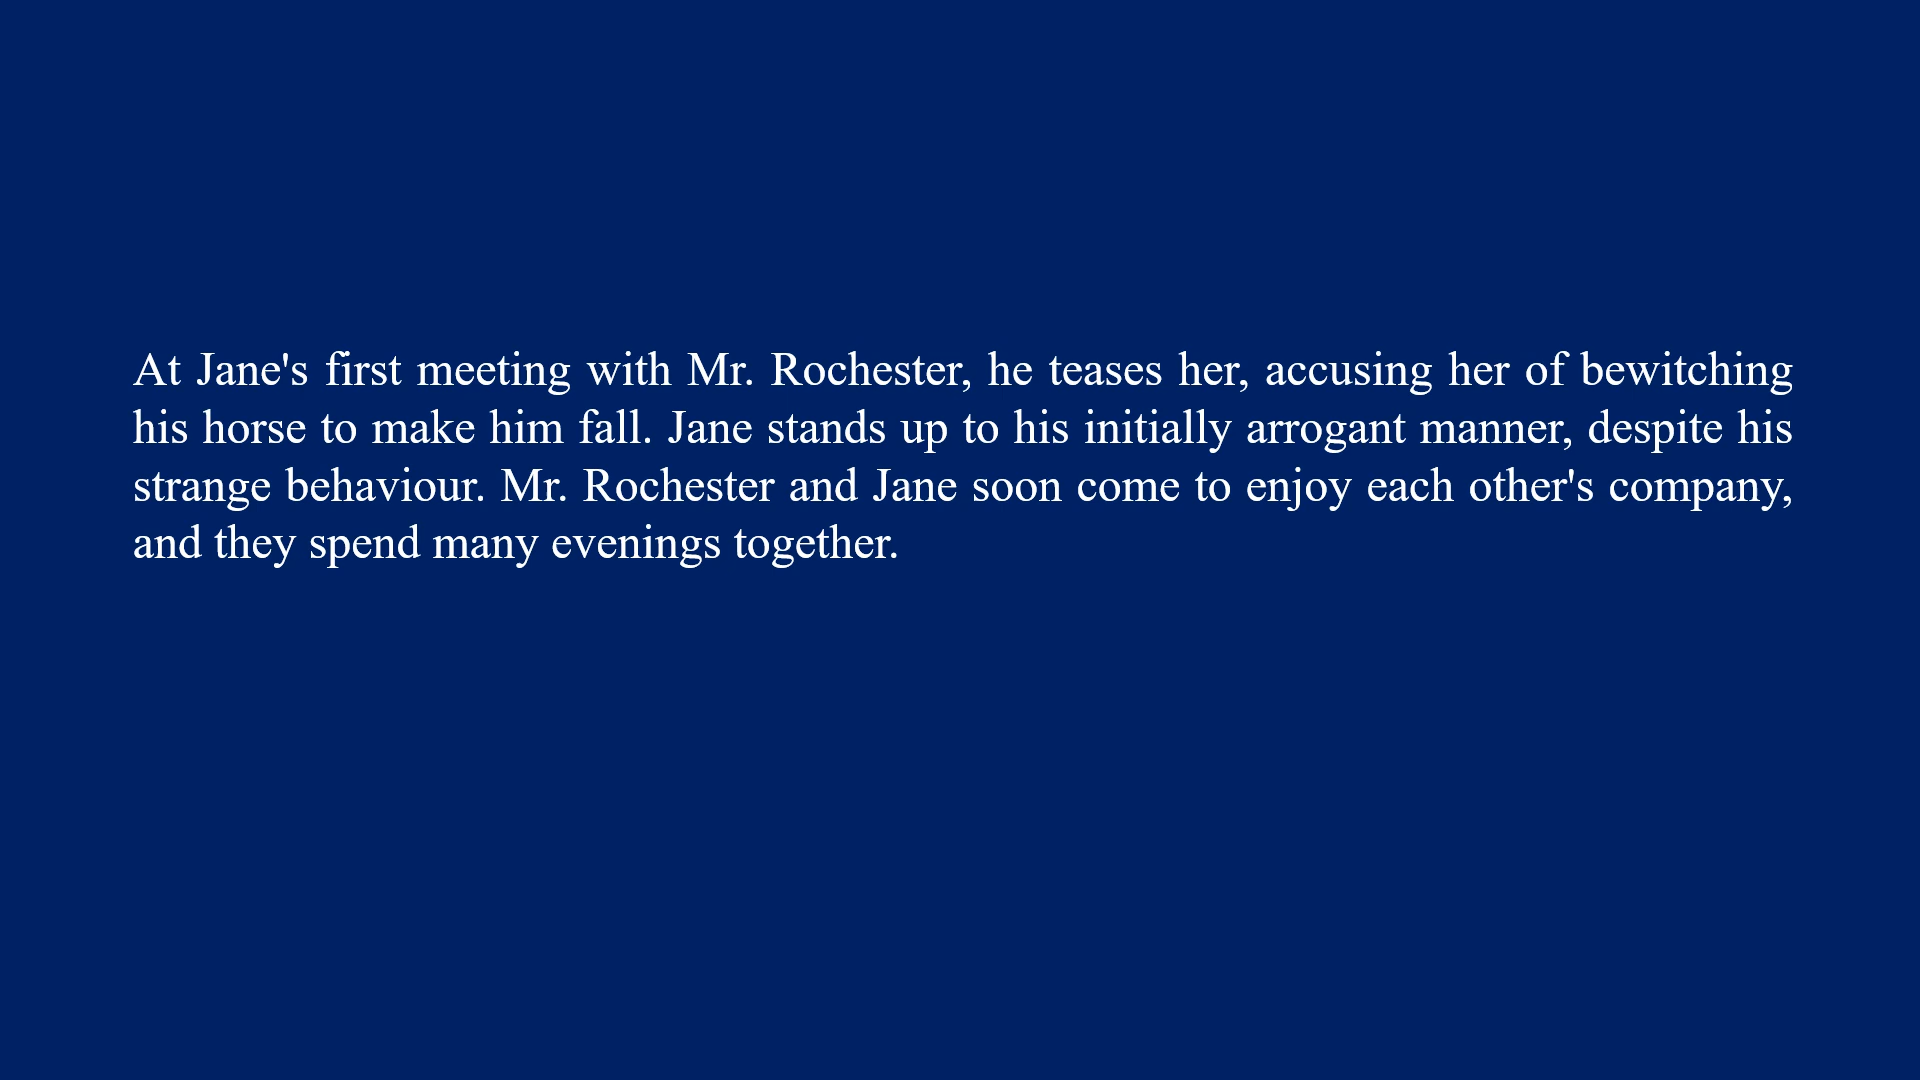 At Jane's first meeting with Mr. Rochester, he teases her, accusing her of bewitching
his horse to make him fall. Jane stands up to his initially arrogant manner, despite his
strange behaviour. Mr. Rochester and Jane soon come to enjoy each other's company,
and they spend many evenings together.